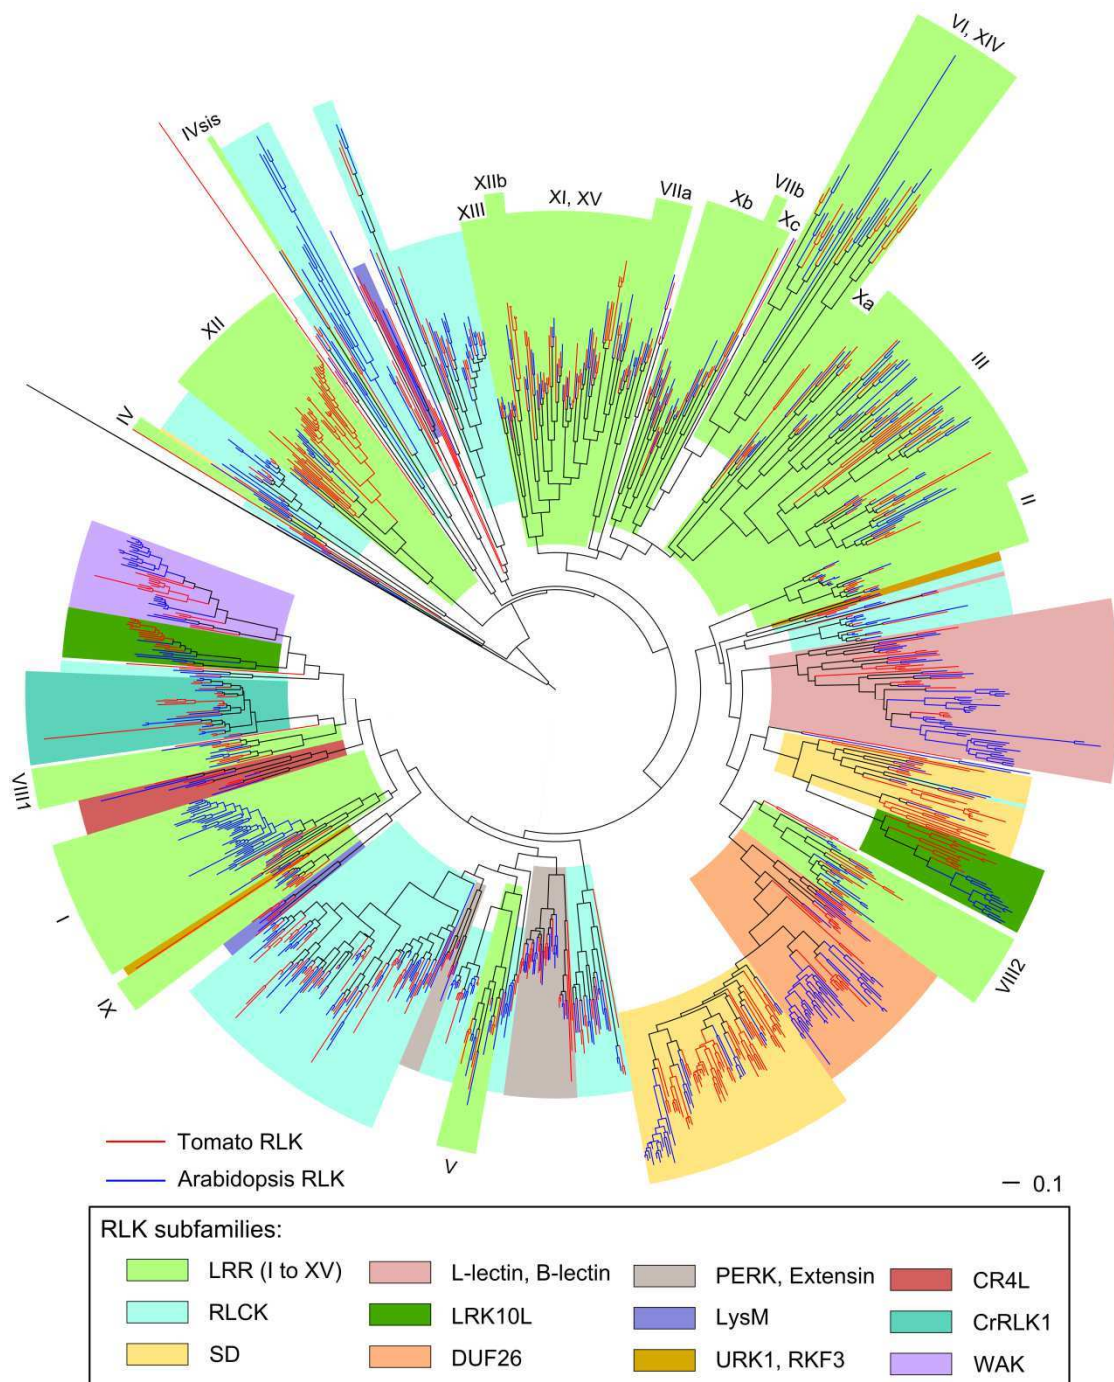 VI, XIV
IVsis
XIIb
XIII
XI, XV
VIIa
Xb
VIIb
Xc
XII
Xa
III
IV
II
VIII1
I
IX
V
VIII2
Tomato RLK
Arabidopsis RLK
0.1
RLK subfamilies:
LRR (I to XV)
L-lectin, B-lectin
PERK, Extensin
CR4L
RLCK
LRK10L
LysM
CrRLK1
SD
DUF26
URK1, RKF3
WAK